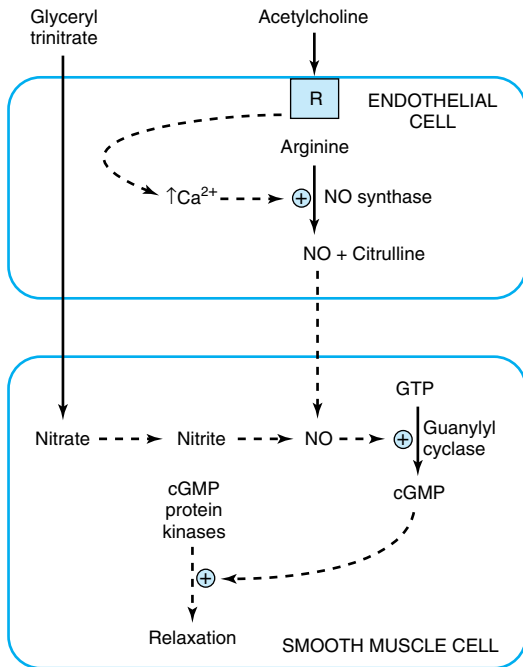 Glyceryl
trinitrate
Acetylcholine
R
ENDOTHELIAL
CELL
Arginine
↑Ca²⁺
+
NO synthase
NO + Citrulline
GTP
Nitrate
Nitrite
NO
+
Guanylyl
cyclase
cGMP
protein
kinases
cGMP
+
Relaxation
SMOOTH MUSCLE CELL